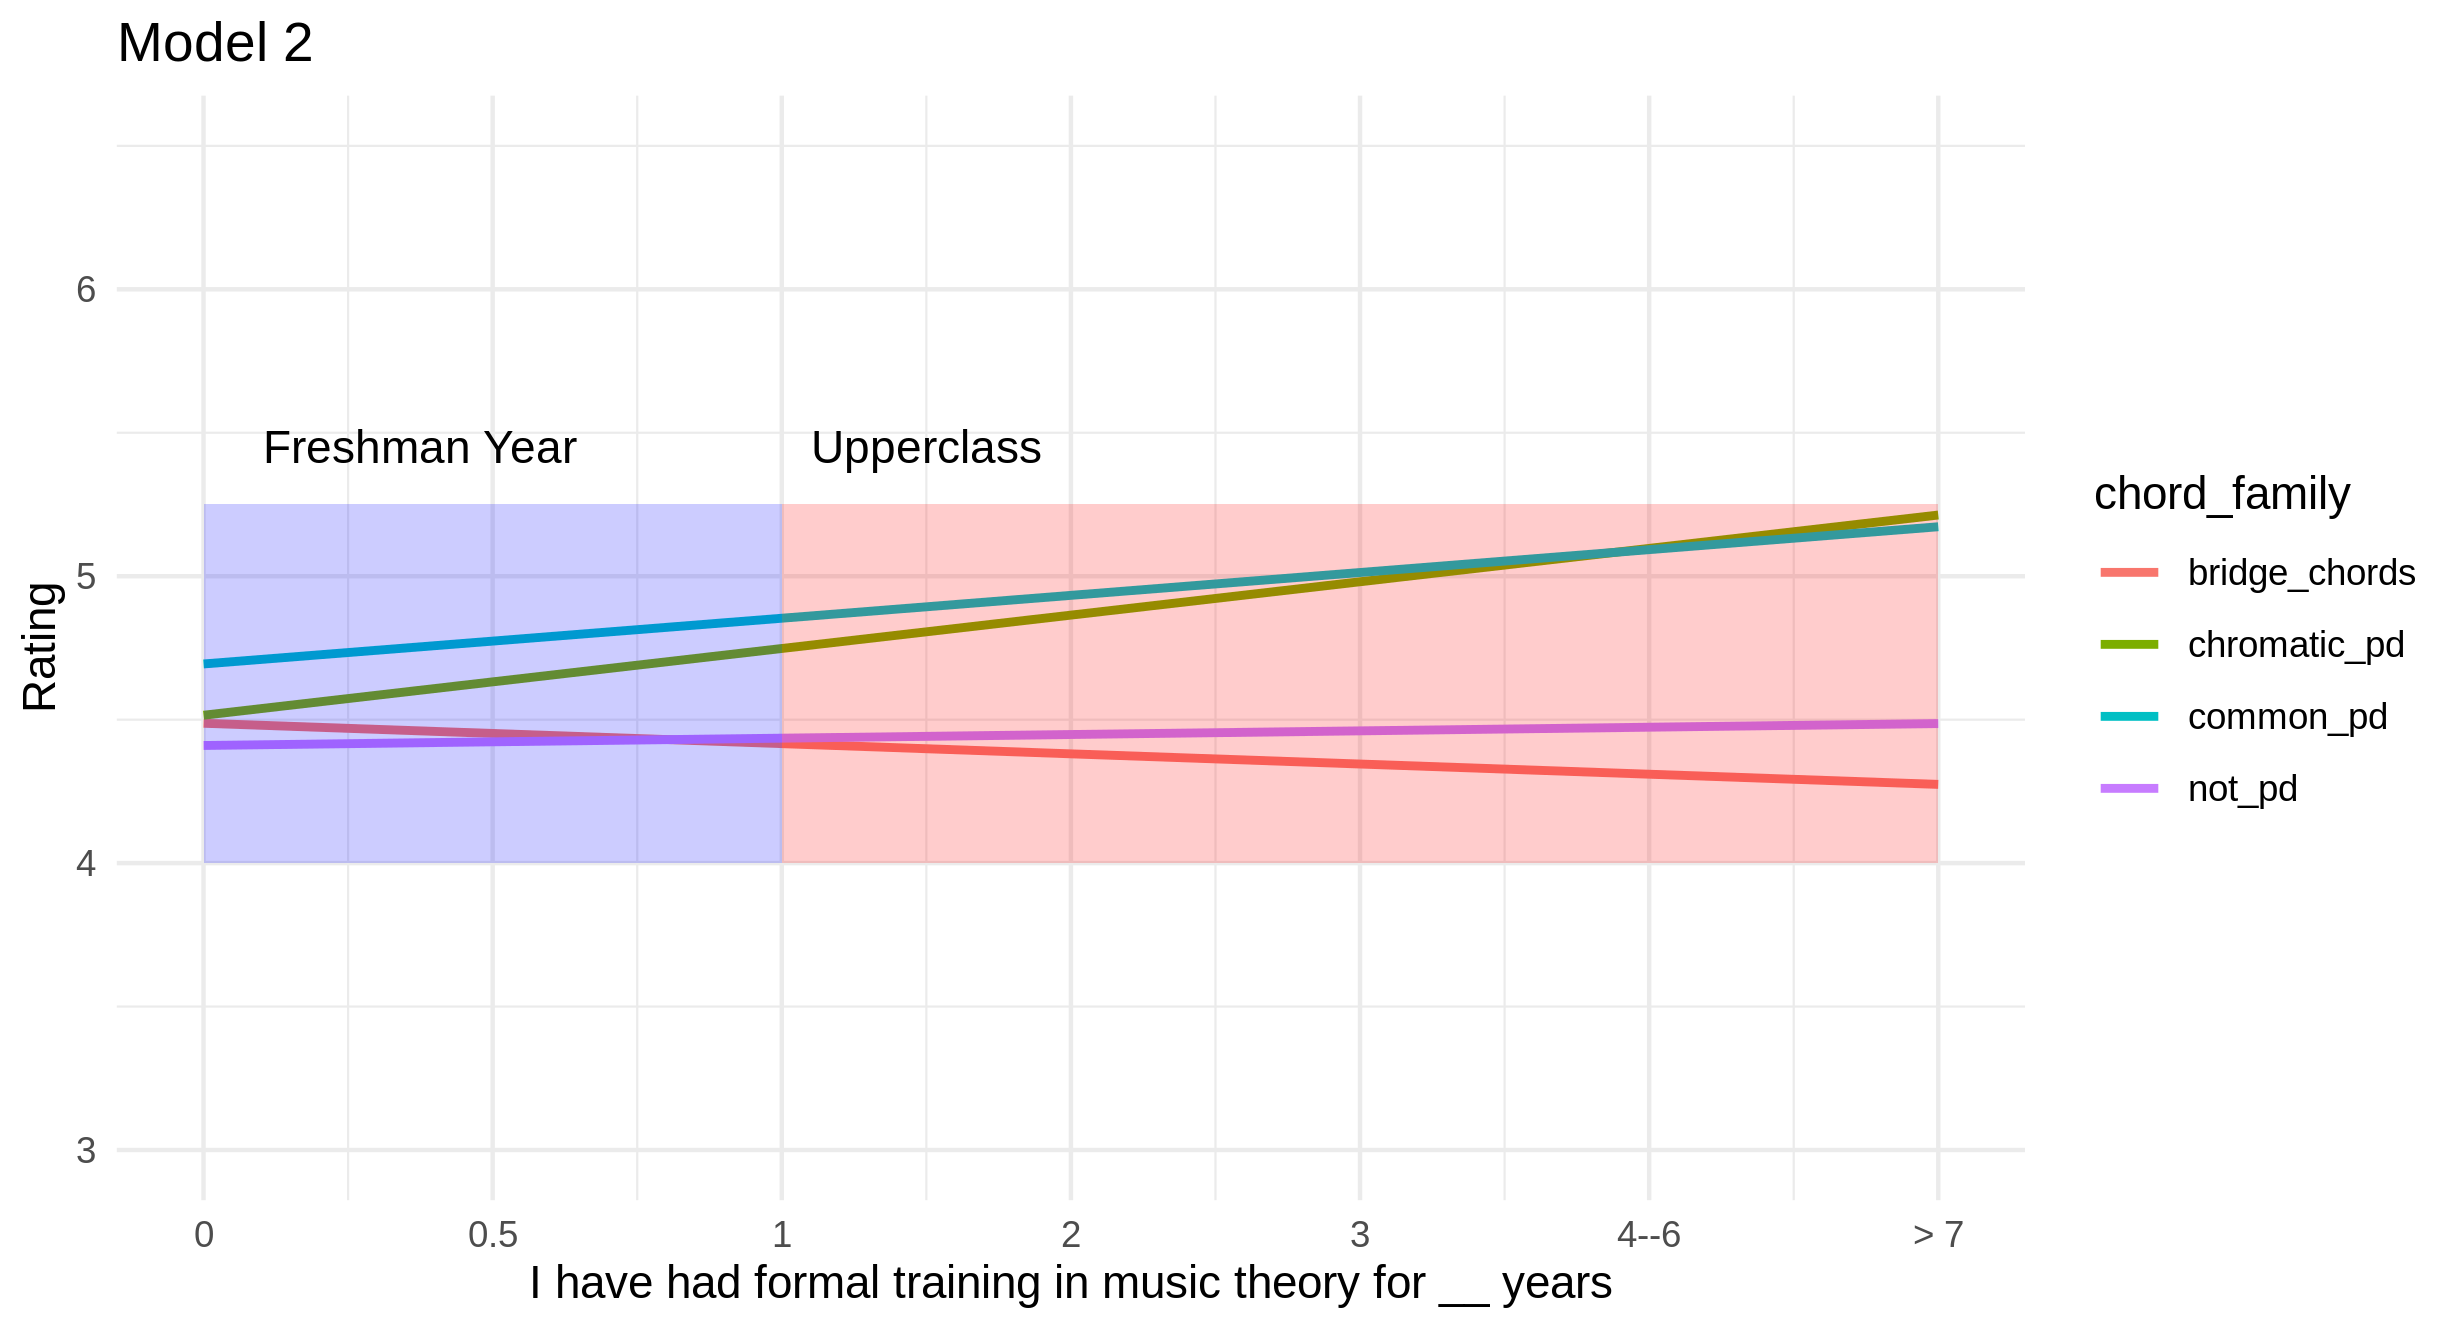 Model 2
6
5
4
3
Rating
Freshman Year
Upperclass
0
0.5
1
2
3
4--6
> 7
I have had formal training in music theory for __ years
chord_family
bridge_chords
chromatic_pd
common_pd
not_pd